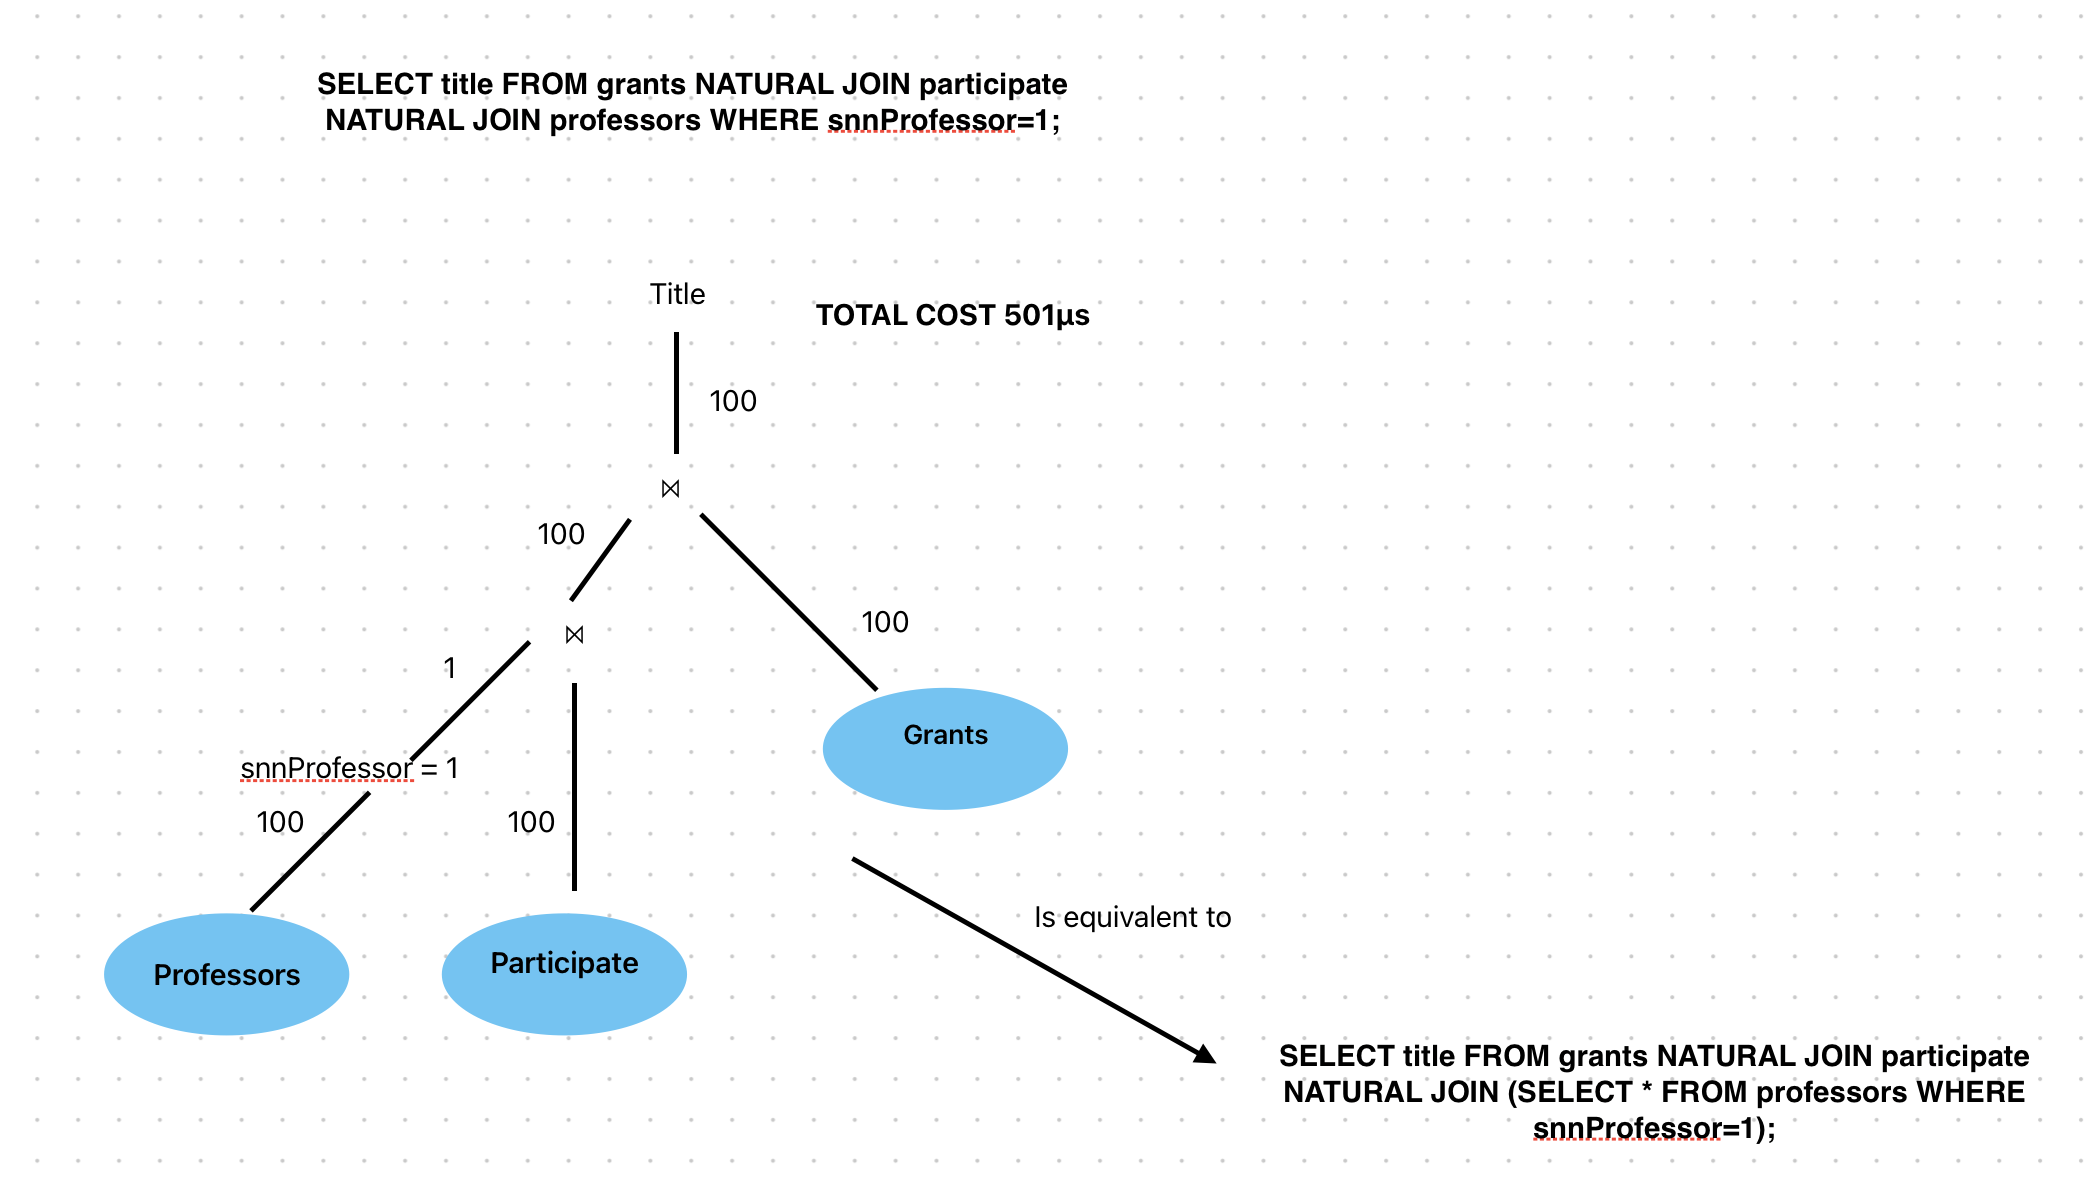 SELECT title FROM grants NATURAL JOIN participate
NATURAL JOIN professors WHERE snnProfessor=1;
Title
TOTAL COST 501µs
100
⋈
100
100
⋈
1
snnProfessor = 1
100
100
Grants
Professors
Participate
Is equivalent to
SELECT title FROM grants NATURAL JOIN participate
NATURAL JOIN (SELECT * FROM professors WHERE
snnProfessor=1);